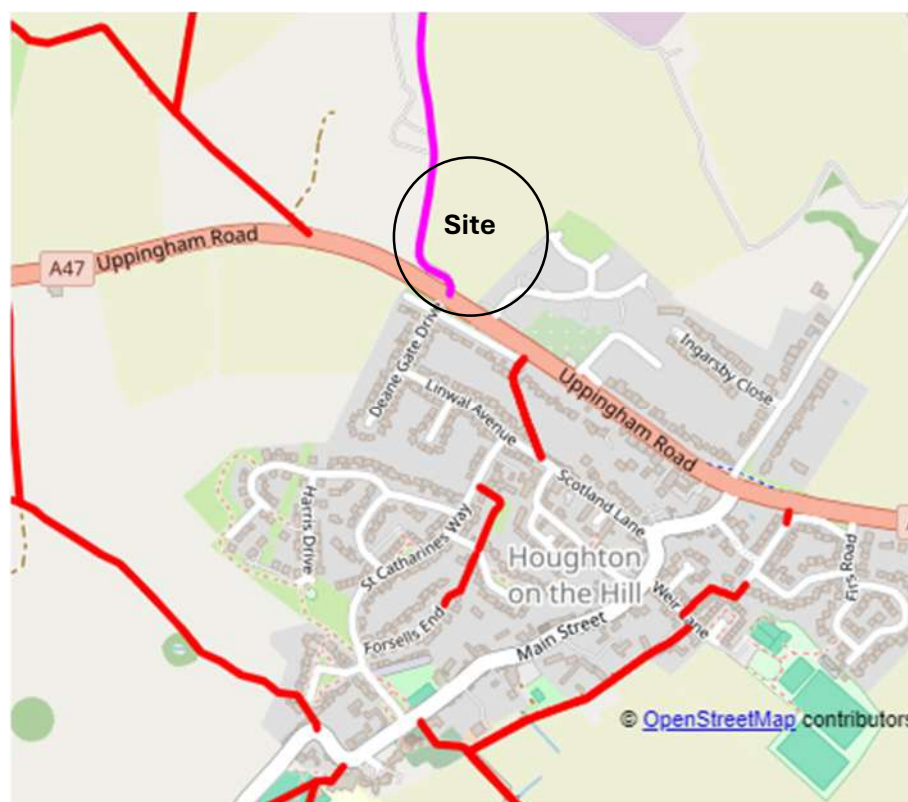 Site
A47
Uppingham Road
Deane Gate Drive
Linwal Avenue
Ingarsby Close
Uppingham Road
Scotland Lane
Harris Drive
St Catharines Way
Houghton
on the Hill
Firs Road
Weir Lane
Forsells End
Main Street
© OpenStreetMap contributors